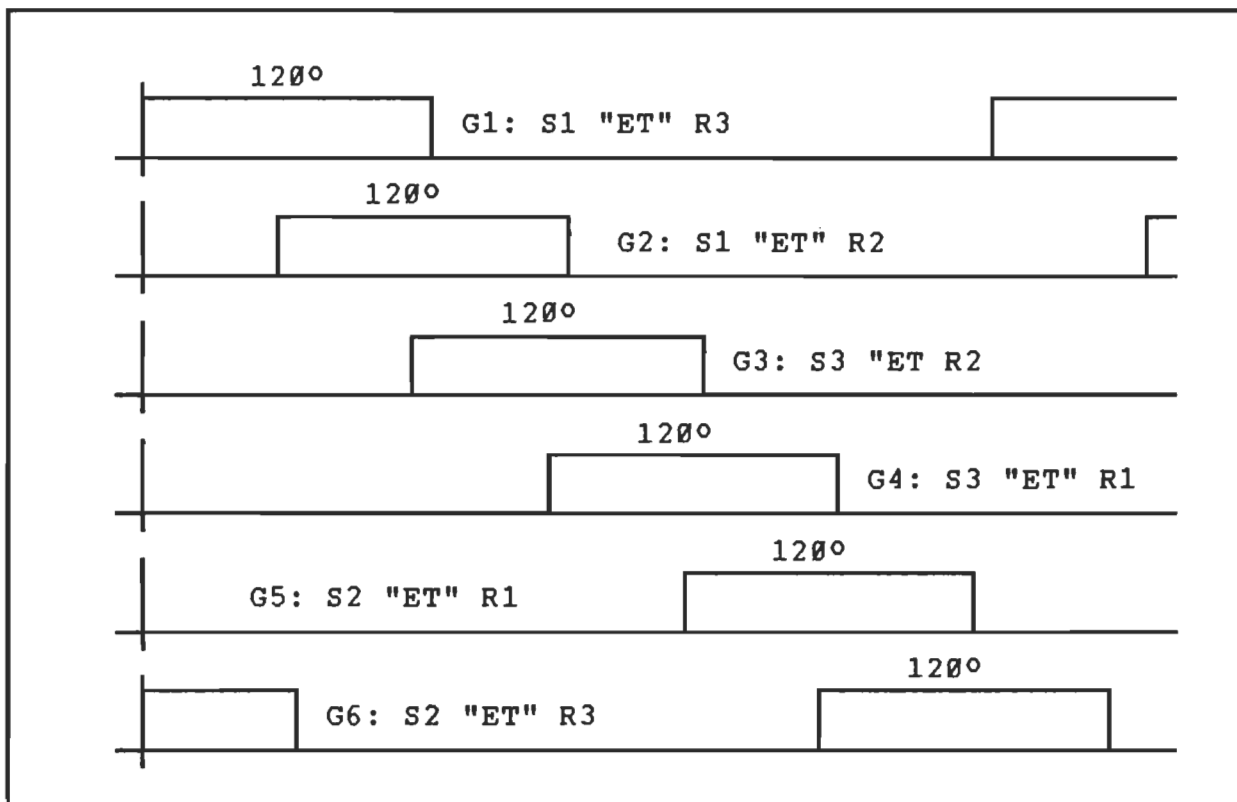 120°
G1: S1 "ET" R3
120°
G2: S1 "ET" R2
120°
G3: S3 "ET R2
120°
G4: S3 "ET" R1
120°
G5: S2 "ET" R1
120°
G6: S2 "ET" R3